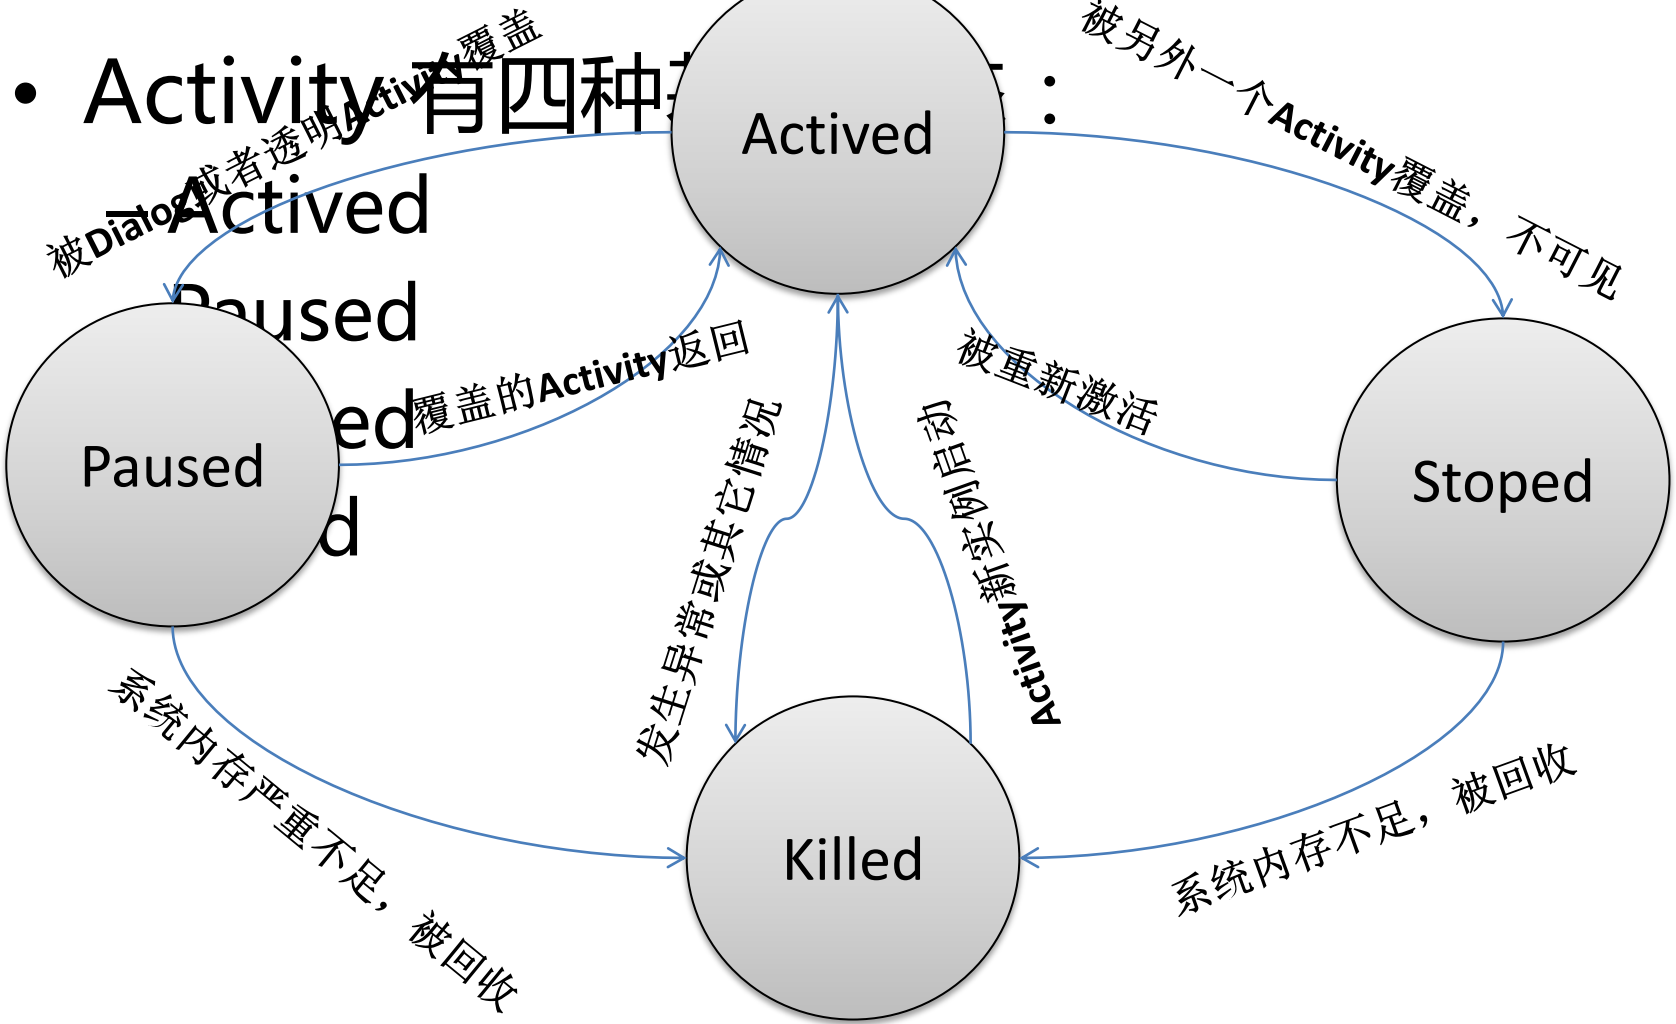 • Activity 有四种
– Actived
Paused
ed
d
被Dialog或者透明Activity覆盖
Actived
被另外一个Activity覆盖，不可见
覆盖的Activity返回
被重新激活
Paused
Stoped
发生异常或其它情况
Activity新实例启动
系统内存严重不足，被回收
Killed
系统内存不足，被回收